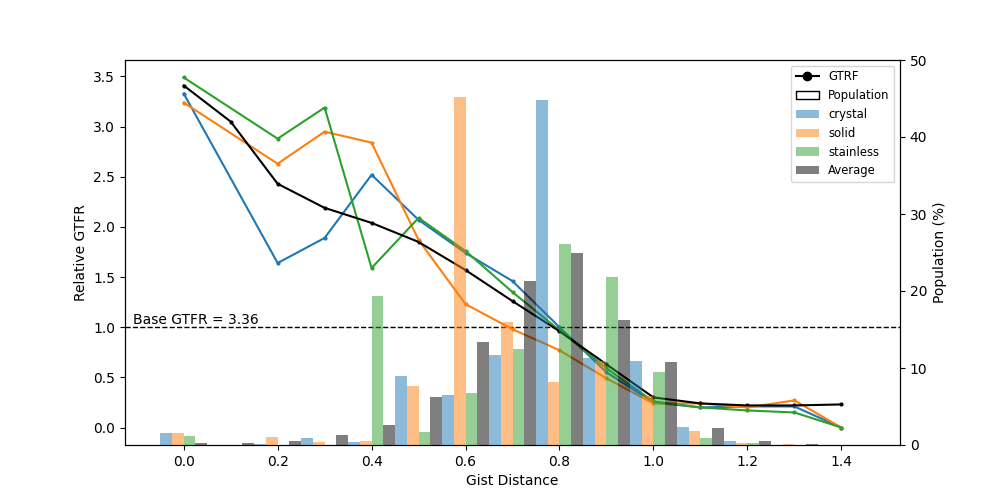 3.5
3.0
2.5
2.0
1.5
1.0
0.5
0.0
Relative GTFR
Base GTFR = 3.36
0.0 0.2 0.4 0.6 0.8 1.0 1.2 1.4
Gist Distance
50
40
30
20
10
0
Population (%)
GTRF
Population
crystal
solid
stainless
Average